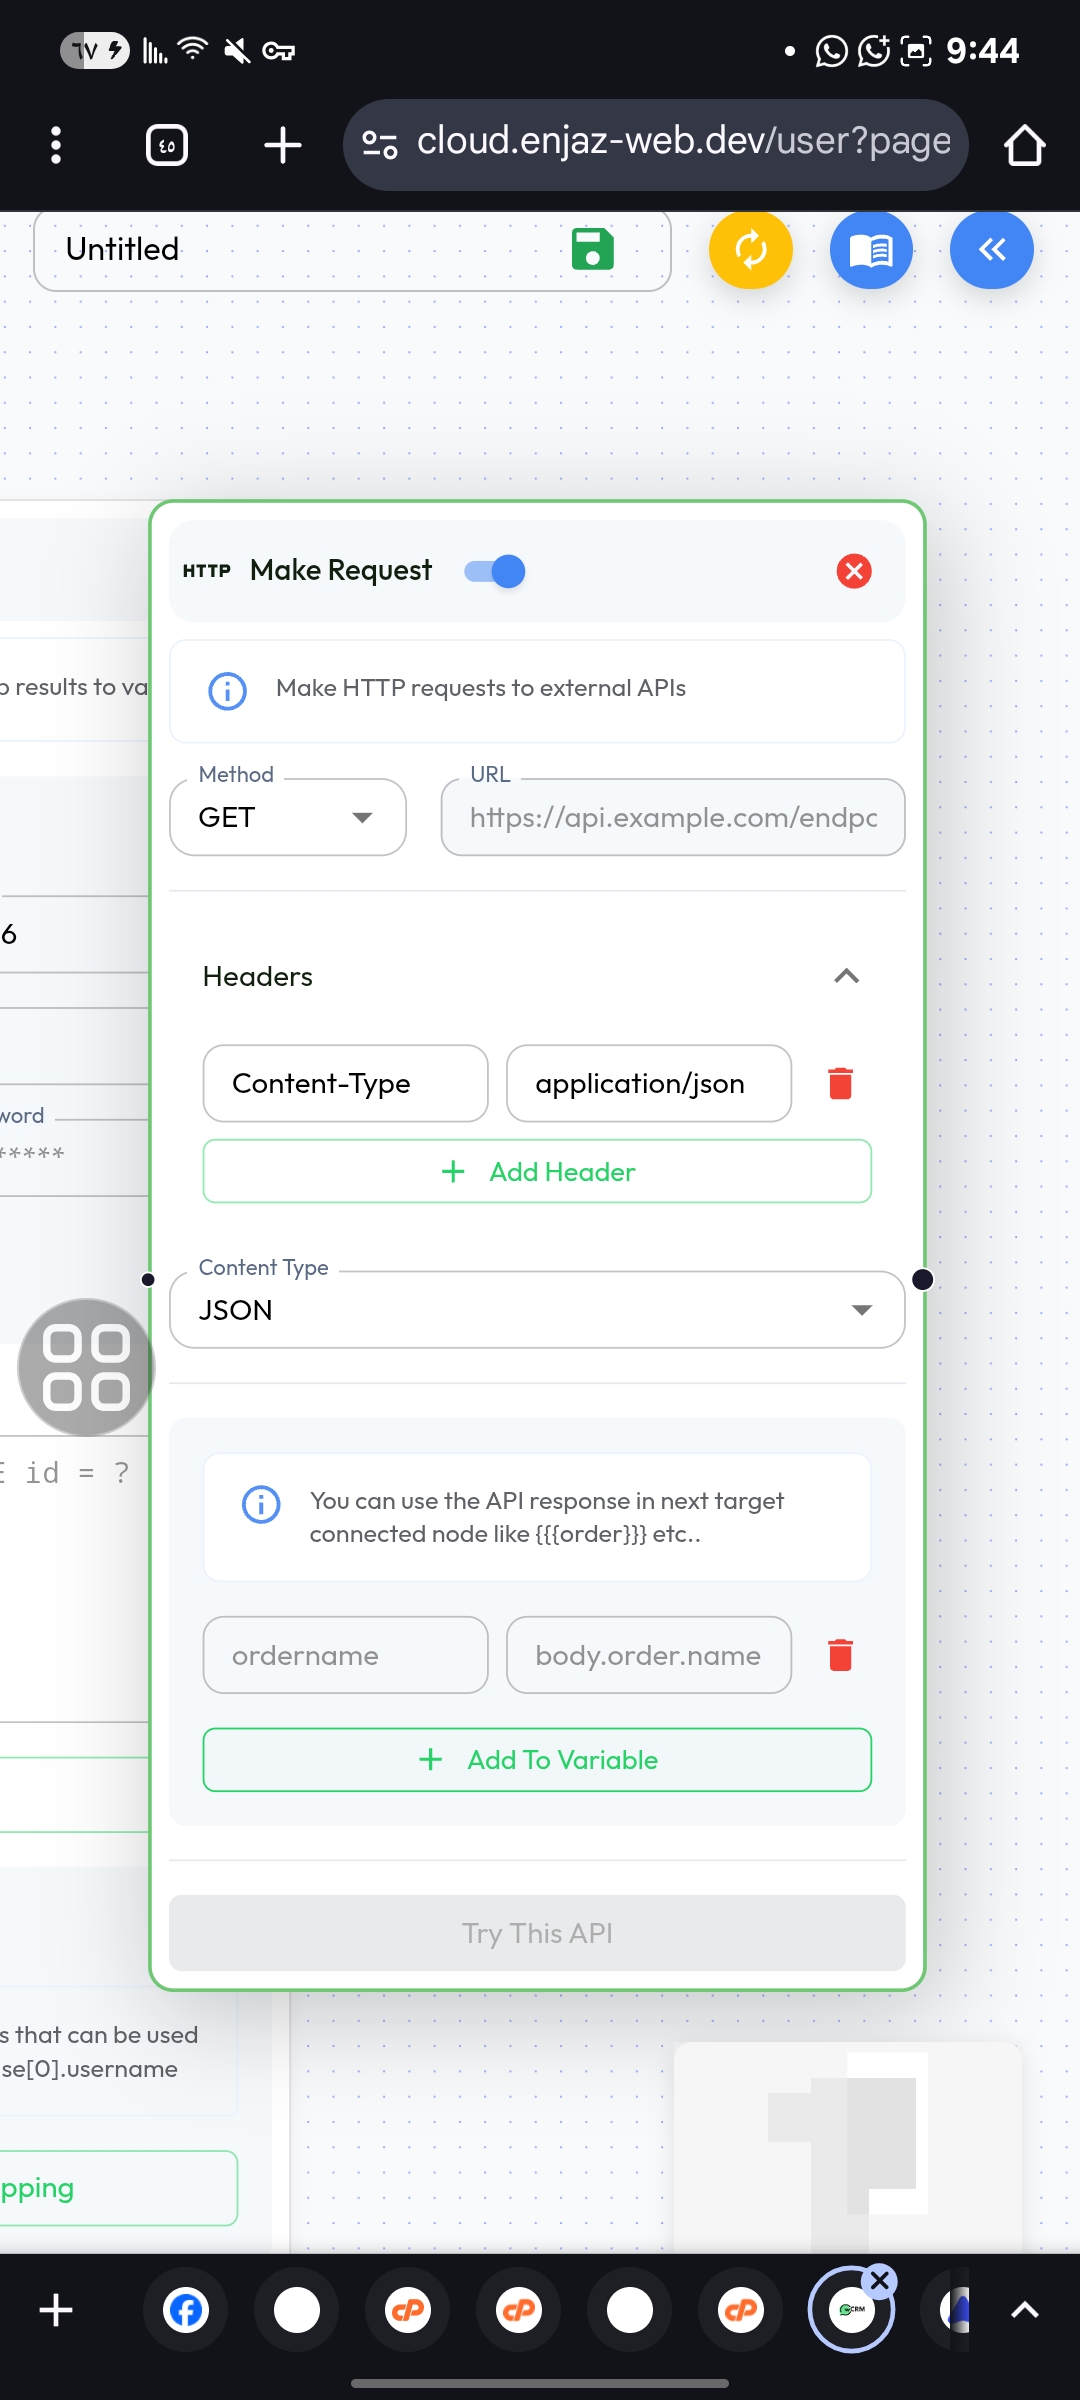 ٦٧
9:44
٤٥
cloud.enjaz-web.dev/user?page
Untitled
HTTP Make Request
results to va
Make HTTP requests to external APIs
Method
URL
GET
https://api.example.com/endpc
6
Headers
Content-Type
application/json
word
*****
+ Add Header
Content Type
JSON
id = ?
You can use the API response in next target
connected node like {{{order}}} etc..
ordername
body.order.name
+ Add To Variable
Try This API
s that can be used
se[0].username
pping
CRM